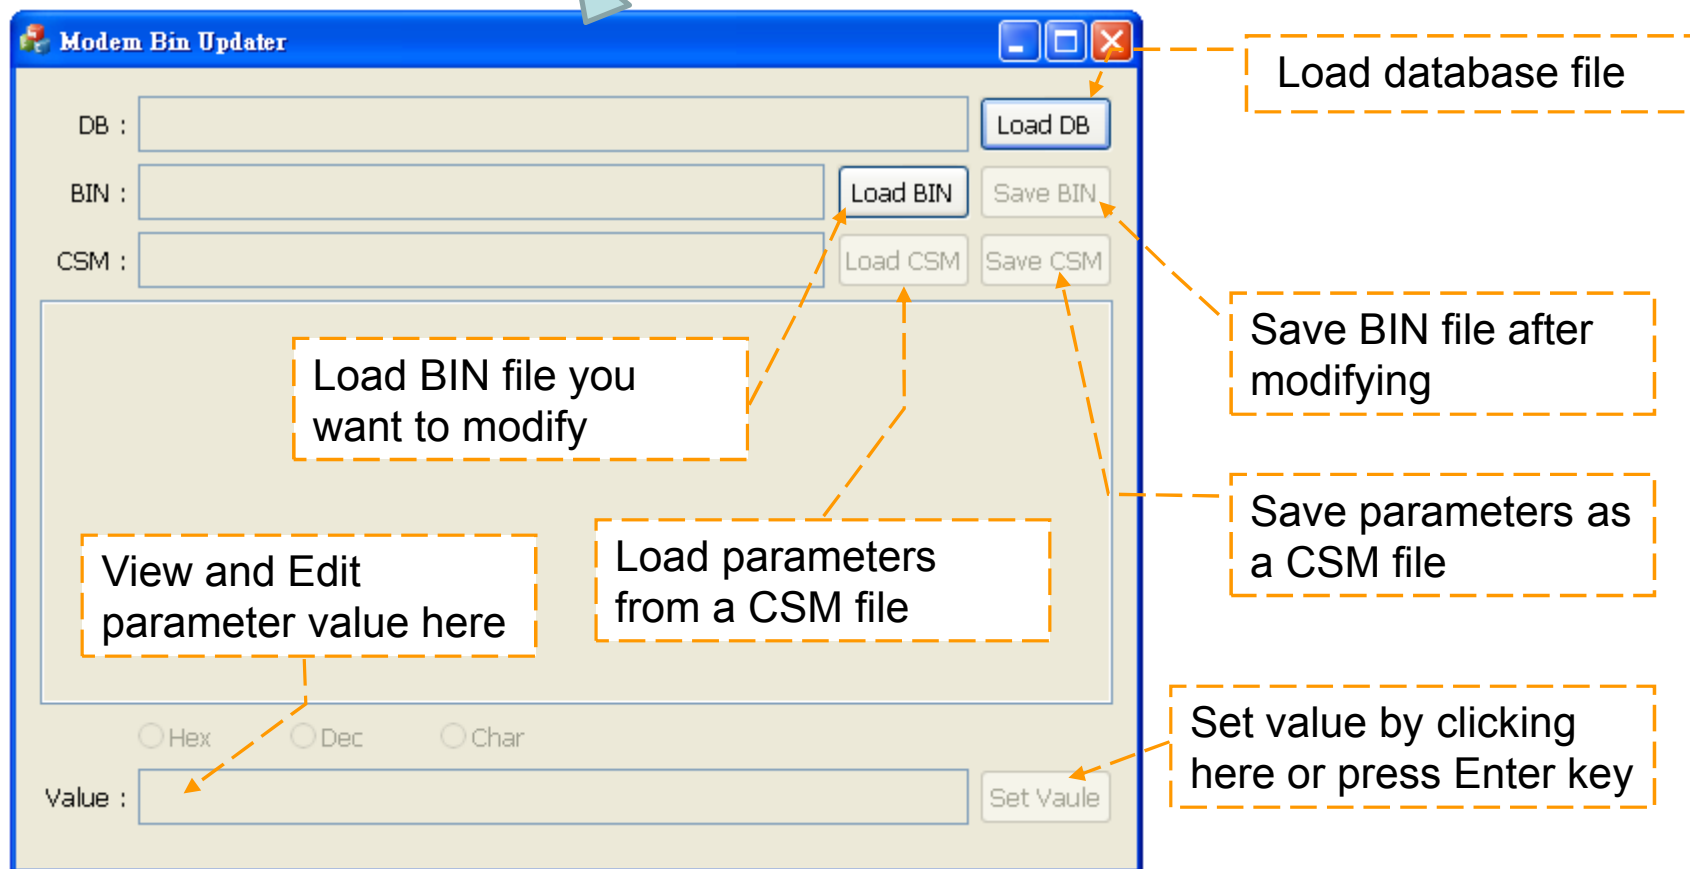 Modem Bin Updater
Load database file
DB :
Load DB
BIN :
Load BIN
Save BIN
CSM :
Load CSM
Save CSM
Save BIN file after
modifying
Load BIN file you
want to modify
Save parameters as
a CSM file
View and Edit
parameter value here
Load parameters
from a CSM file
Set value by clicking
here or press Enter key
Hex
Dec
Char
Value :
Set Vaule